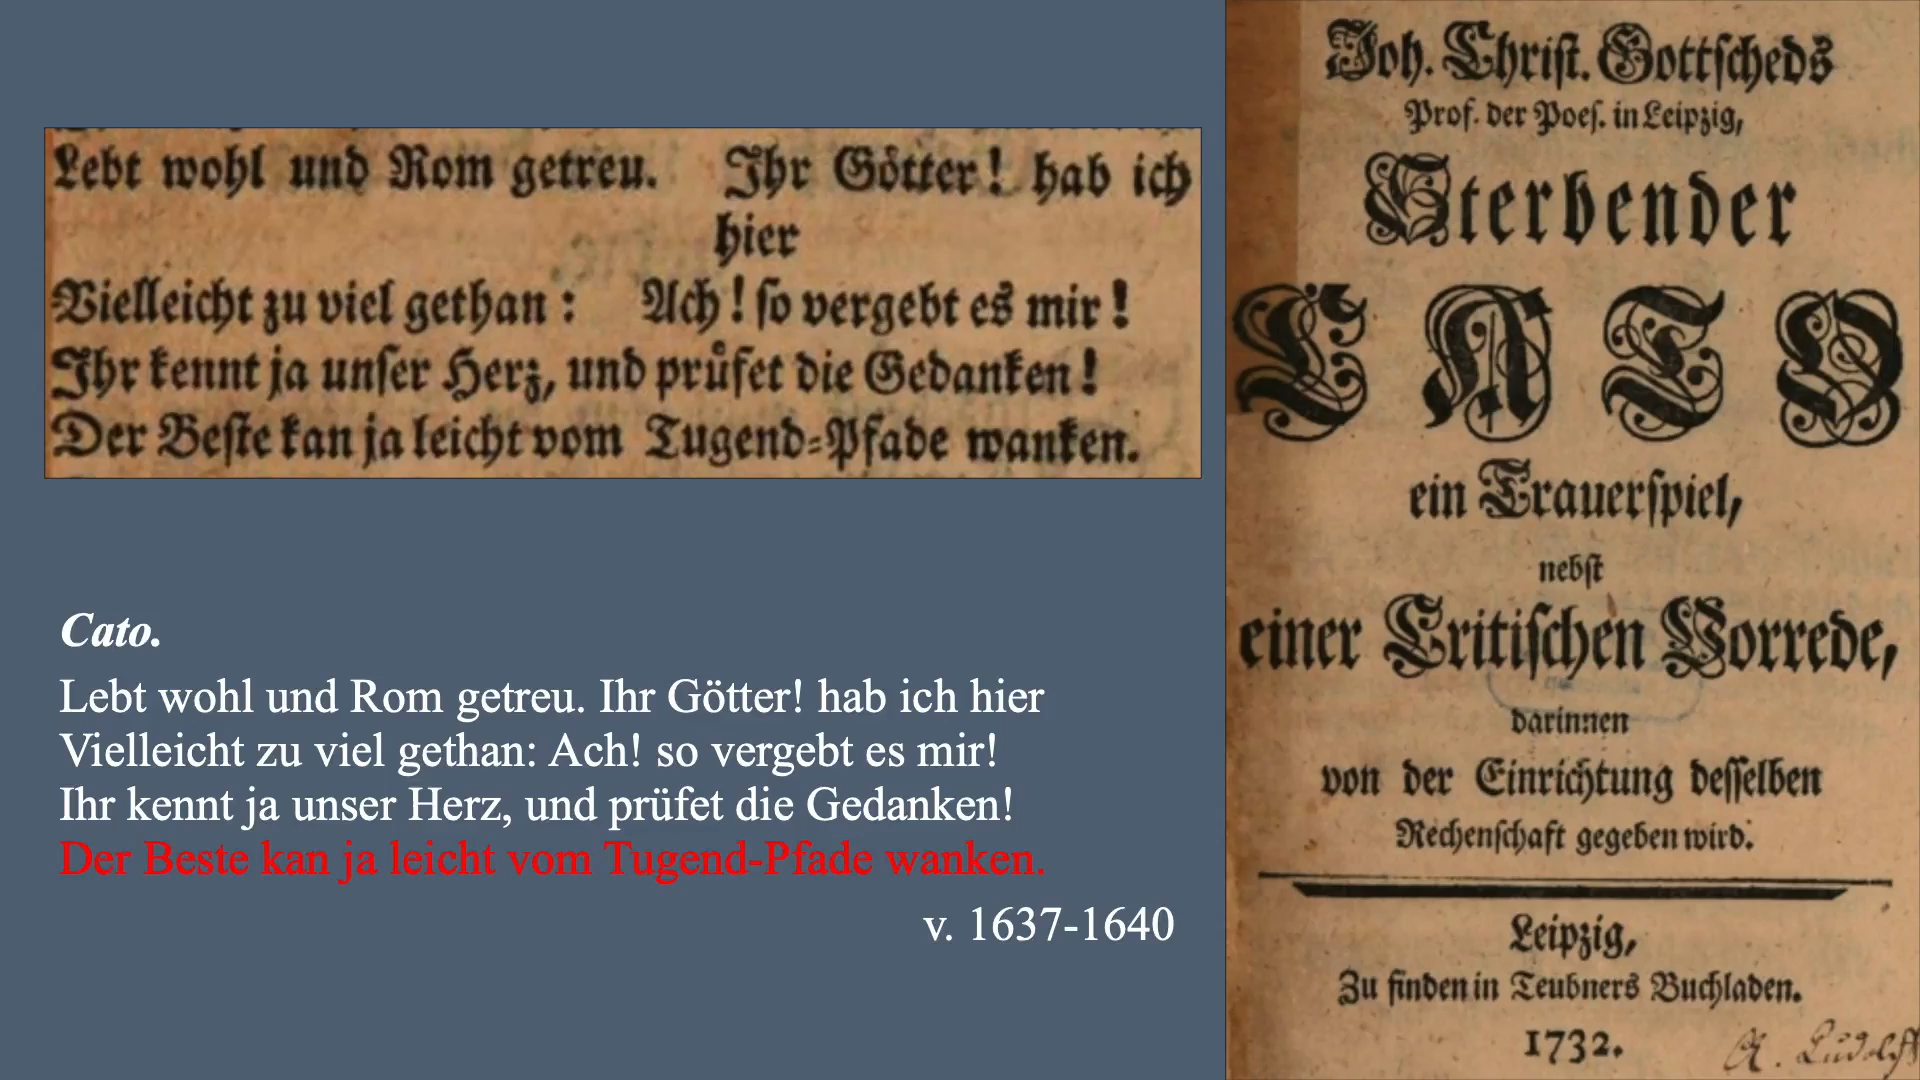 Lebt wohl und Rom getreu. Ihr Götter! hab ich
hier
Vielleicht zu viel gethan: Ach! ſo vergebt es mir!
Ihr kennt ja unſer Herz, und pruͤfet die Gedanken!
Der Beſte kan ja leicht vom Tugend-Pfade wanken.
Cato.
Lebt wohl und Rom getreu. Ihr Götter! hab ich hier
Vielleicht zu viel gethan: Ach! so vergebt es mir!
Ihr kennt ja unser Herz, und prüfet die Gedanken!
Der Beste kan ja leicht vom Tugend-Pfade wanken.
v. 1637-1640
Joh. Chriſt. Gottſcheds
Prof. der Poeſ. in Leipzig,
Sterbender
CATO
ein Trauerſpiel,
nebſt
einer Critiſchen Vorrede,
darinnen
von der Einrichtung deſſelben
Rechenſchaft gegeben wird.
Leipzig,
Zu finden in Teubners Buchladen.
1732.